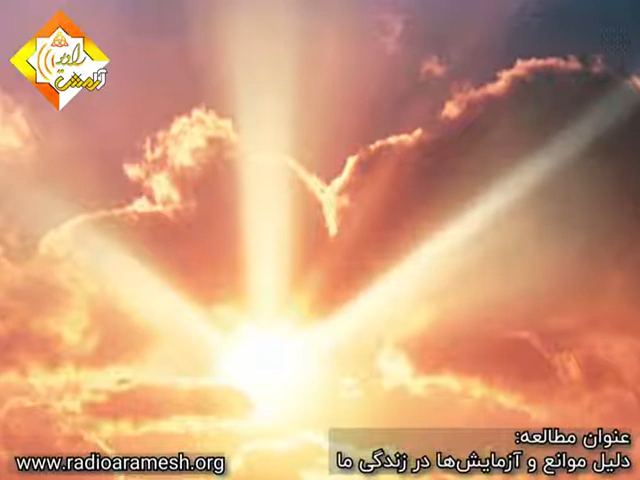 رادیو
آرامش
عنوان مطالعه:
دلیل موانع و آزمایش‌ها در زندگی ما
www.radioaramesh.org